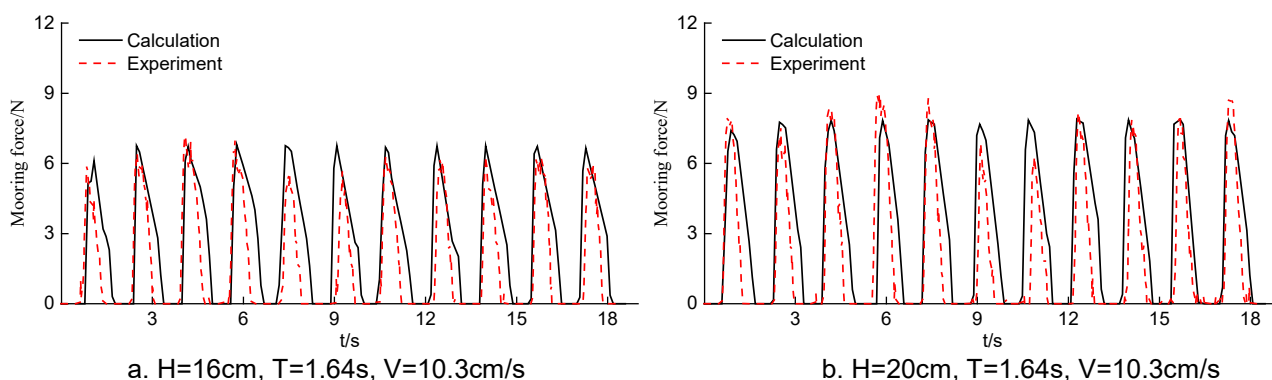 12
9
6
3
0
Mooring force/N
Calculation
Experiment
3 6 9 12 15 18
t/s
a. H=16cm, T=1.64s, V=10.3cm/s
12
9
6
3
0
Mooring force/N
Calculation
Experiment
3 6 9 12 15 18
t/s
b. H=20cm, T=1.64s, V=10.3cm/s